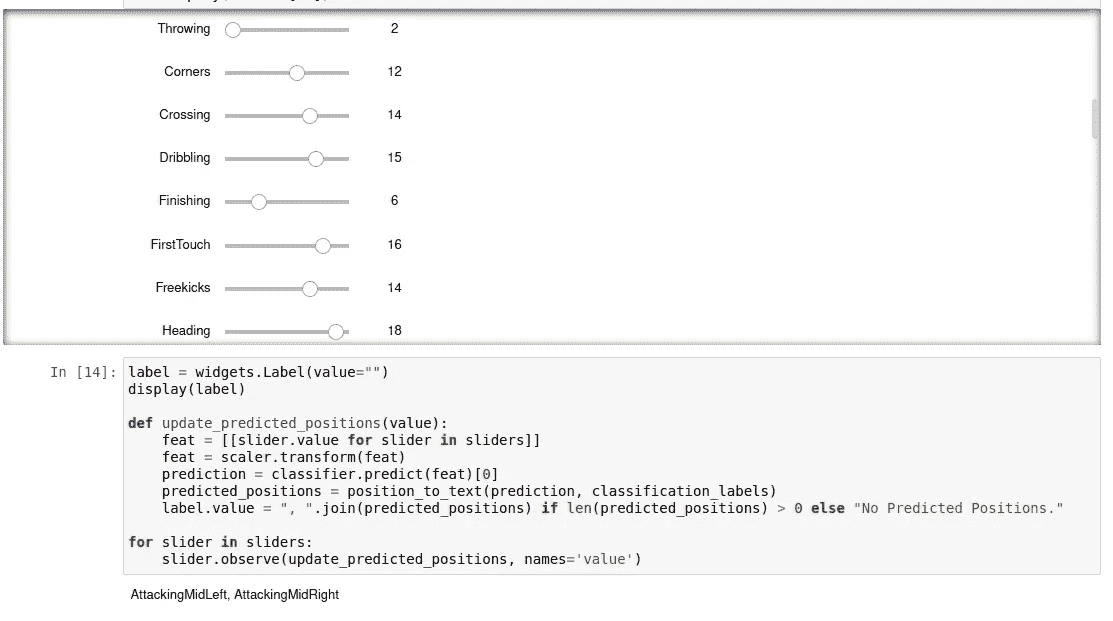 Throwing 2
Corners 12
Crossing 14
Dribbling 15
Finishing 6
FirstTouch 16
Freekicks 14
Heading 18
In [14]: label = widgets.Label(value="")
display(label)
def update_predicted_positions(value):
    feat = [[slider.value for slider in sliders]]
    feat = scaler.transform(feat)
    prediction = classifier.predict(feat)[0]
    predicted_positions = position_to_text(prediction, classification_labels)
    label.value = ", ".join(predicted_positions) if len(predicted_positions) > 0 else "No Predicted Positions."
for slider in sliders:
    slider.observe(update_predicted_positions, names='value')
AttackingMidLeft, AttackingMidRight